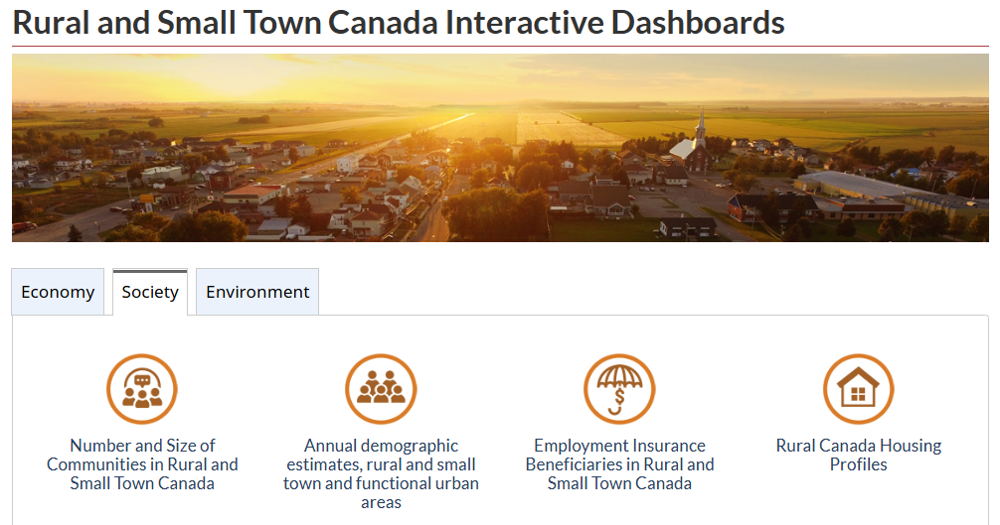 Rural and Small Town Canada Interactive Dashboards
Economy
Society
Environment
Number and Size of
Communities in Rural and
Small Town Canada
Annual demographic
estimates, rural and small
town and functional urban
areas
Employment Insurance
Beneficiaries in Rural and
Small Town Canada
Rural Canada Housing
Profiles